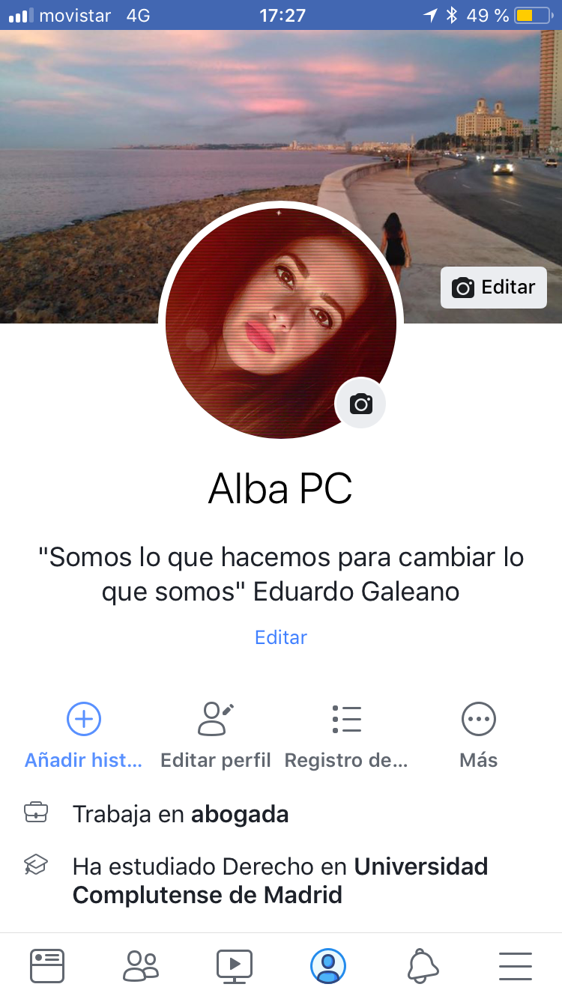 movistar 4G 17:27 49 %
Editar
Alba PC
"Somos lo que hacemos para cambiar lo
que somos" Eduardo Galeano
Editar
Añadir hist... Editar perfil Registro de... Más
Trabaja en abogada
Ha estudiado Derecho en Universidad
Complutense de Madrid